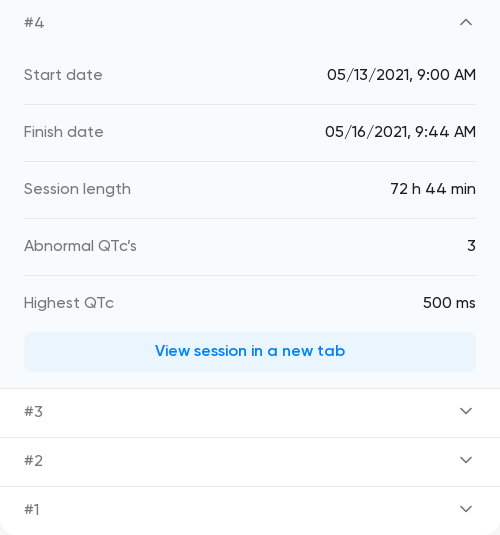 #4
Start date 05/13/2021, 9:00 AM
Finish date 05/16/2021, 9:44 AM
Session length 72 h 44 min
Abnormal QTc’s 3
Highest QTc 500 ms
View session in a new tab
#3
#2
#1